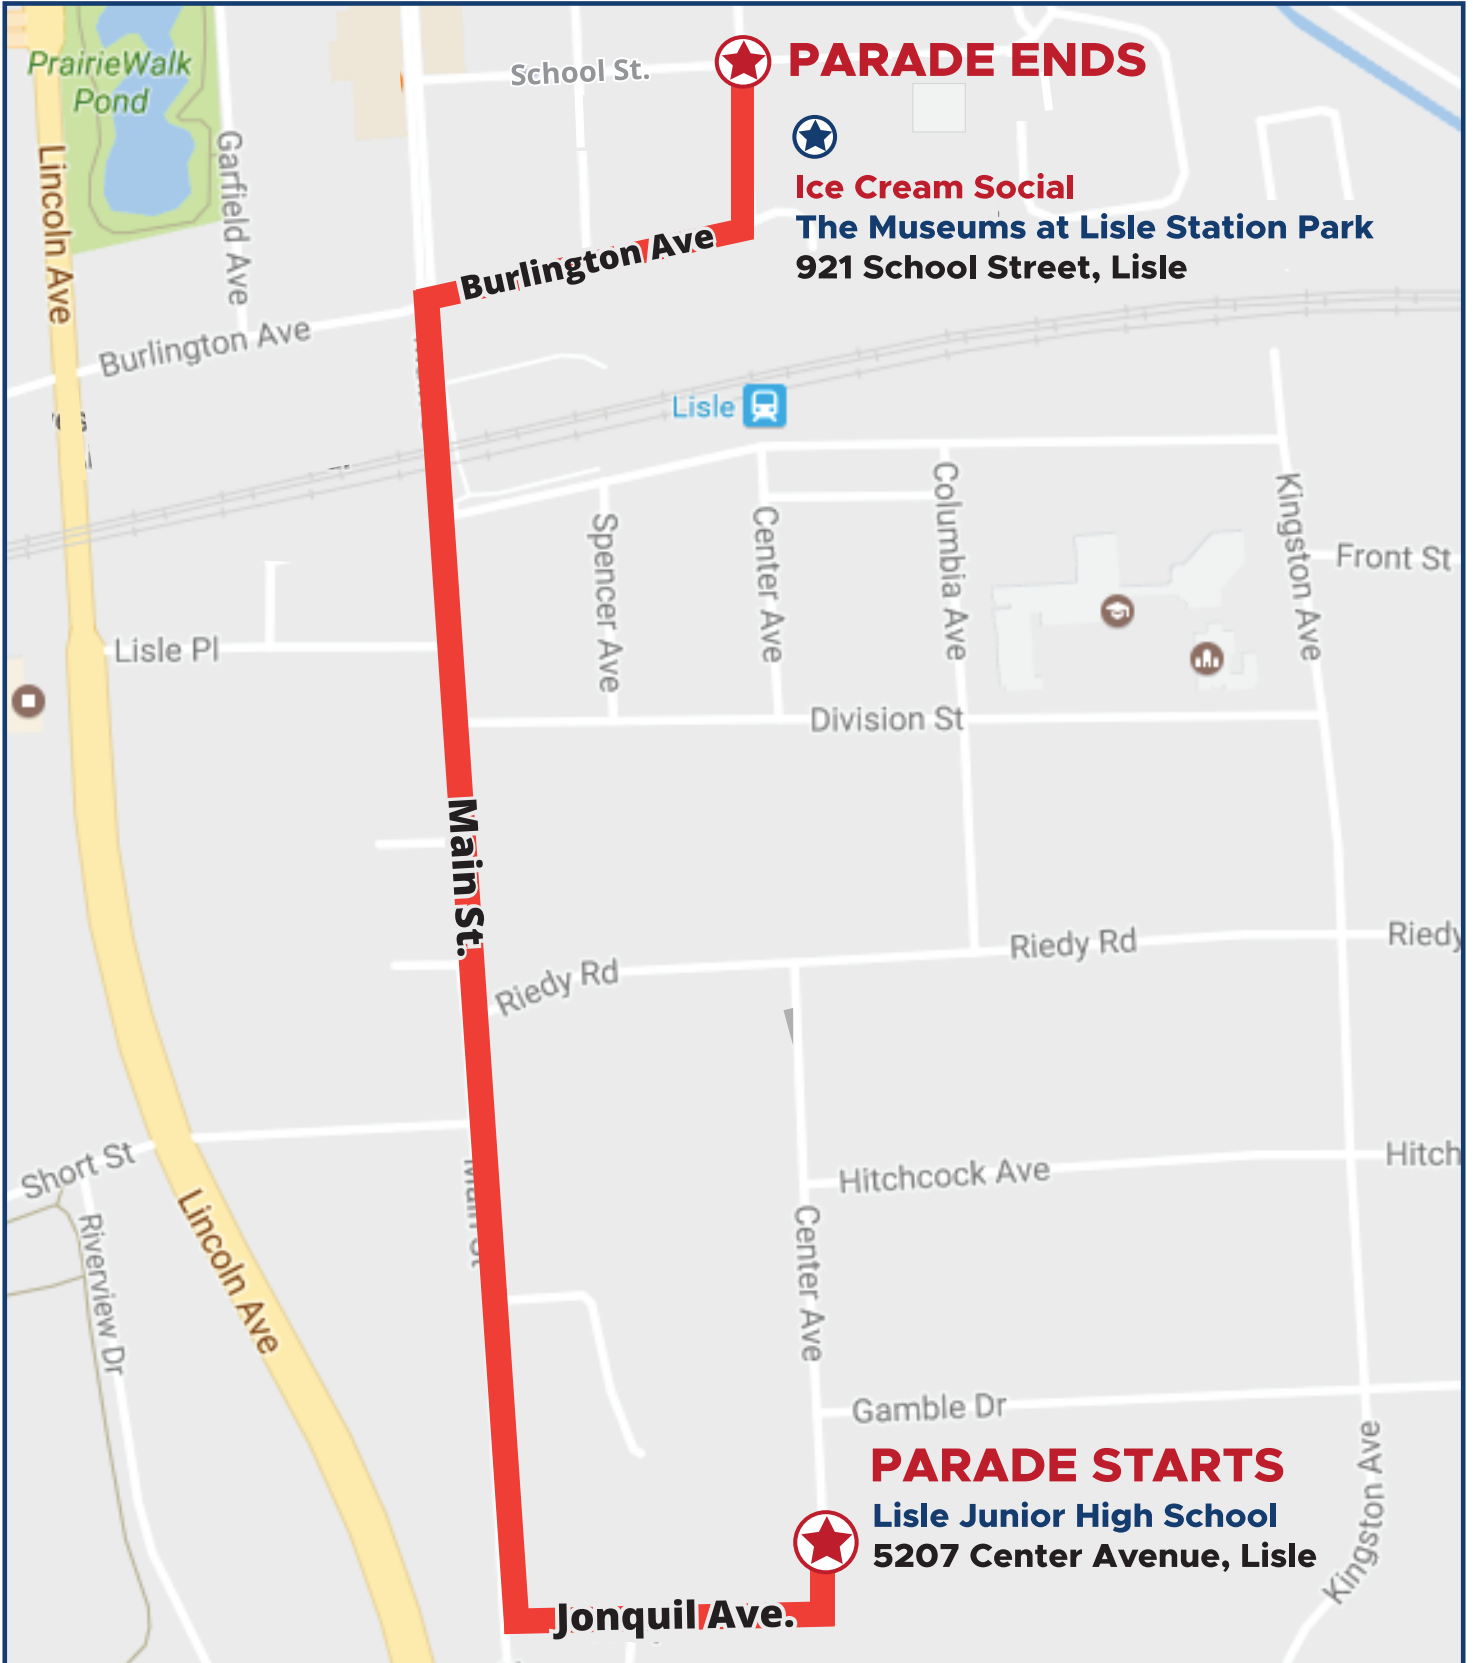 PARADE ENDS
School St.
PrairieWalk
Pond
Lincoln Ave
Garfield Ave
Ice Cream Social
The Museums at Lisle Station Park
921 School Street, Lisle
Burlington Ave
Burlington Ave
Lisle
Spencer Ave
Center Ave
Columbia Ave
Kingston Ave
Front St
Lisle Pl
Division St
Main St.
Riedy Rd
Riedy Rd
Riedy
Short St
Main St
Hitchcock Ave
Hitch
Riverview Dr
Lincoln Ave
Center Ave
Gamble Dr
PARADE STARTS
Lisle Junior High School
5207 Center Avenue, Lisle
Kingston Ave
Jonquil Ave.